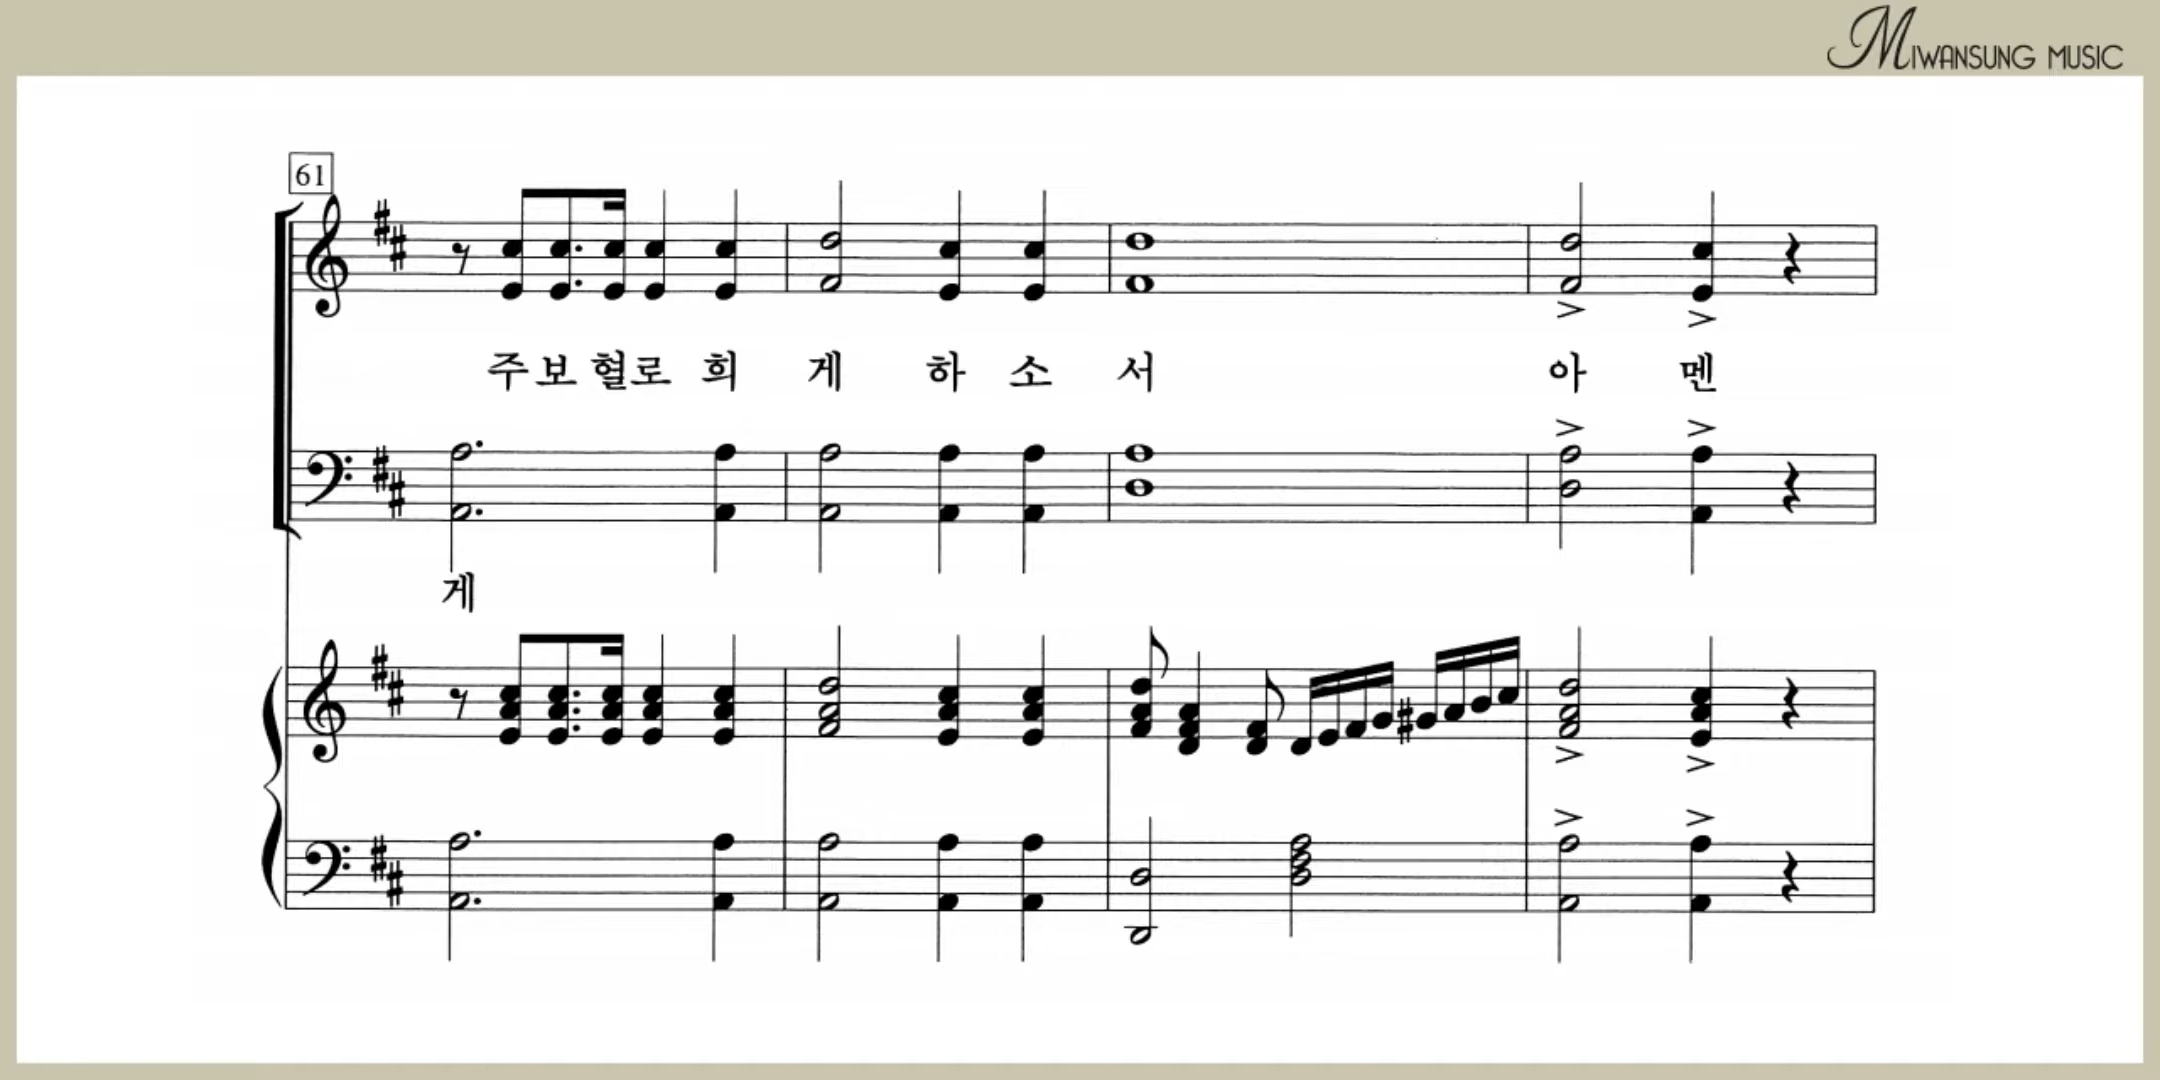 MIWANSUNG MUSIC
61
주 보 혈 로 희 게 하 소 서 아 멘
게